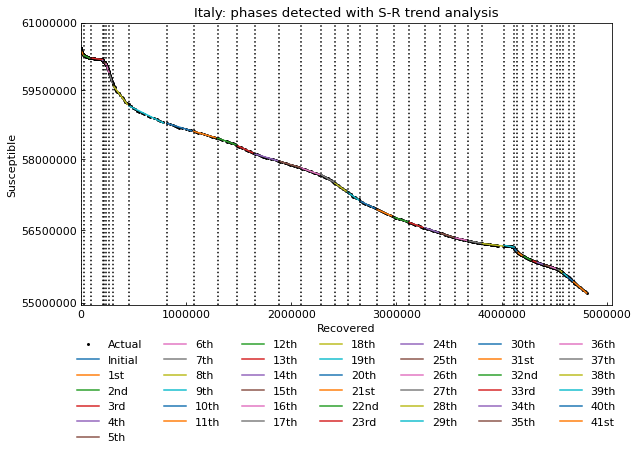 Italy: phases detected with S-R trend analysis
61000000
59500000
58000000
56500000
55000000
Susceptible
0 1000000 2000000 3000000 4000000 5000000
Recovered
Actual 6th 12th 18th 24th 30th 36th
Initial 7th 13th 19th 25th 31st 37th
1st 8th 14th 20th 26th 32nd 38th
2nd 9th 15th 21st 27th 33rd 39th
3rd 10th 16th 22nd 28th 34th 40th
4th 11th 17th 23rd 29th 35th 41st
5th